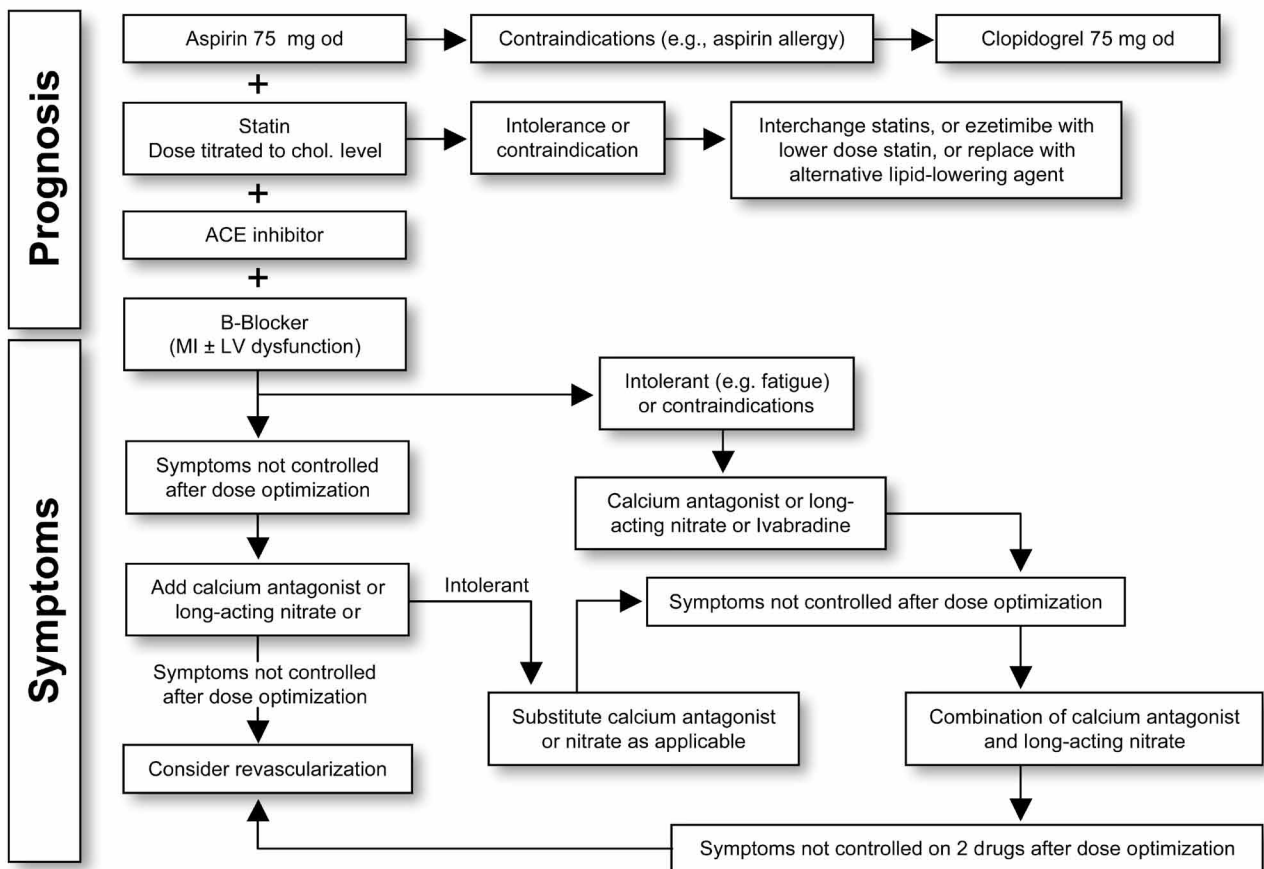 Prognosis
Aspirin 75 mg od
Contraindications (e.g., aspirin allergy)
Clopidogrel 75 mg od
+
Statin
Dose titrated to chol. level
Intolerance or
contraindication
Interchange statins, or ezetimibe with
lower dose statin, or replace with
alternative lipid-lowering agent
+
ACE inhibitor
+
B-Blocker
(MI ± LV dysfunction)
Symptoms
Intolerant (e.g. fatigue)
or contraindications
Symptoms not controlled
after dose optimization
Calcium antagonist or long-
acting nitrate or Ivabradine
Add calcium antagonist or
long-acting nitrate or
Intolerant
Symptoms not controlled after dose optimization
Symptoms not controlled
after dose optimization
Substitute calcium antagonist
or nitrate as applicable
Combination of calcium antagonist
and long-acting nitrate
Consider revascularization
Symptoms not controlled on 2 drugs after dose optimization